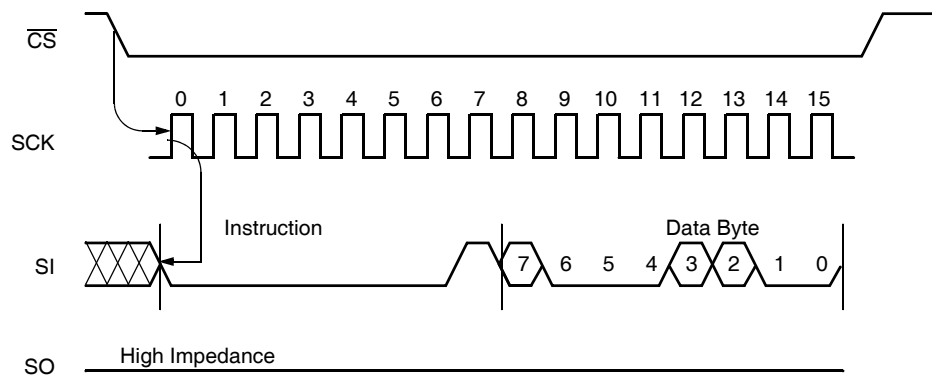 CS
0 1 2 3 4 5 6 7 8 9 10 11 12 13 14 15
SCK
Instruction Data Byte
SI 7 6 5 4 3 2 1 0
High Impedance
SO